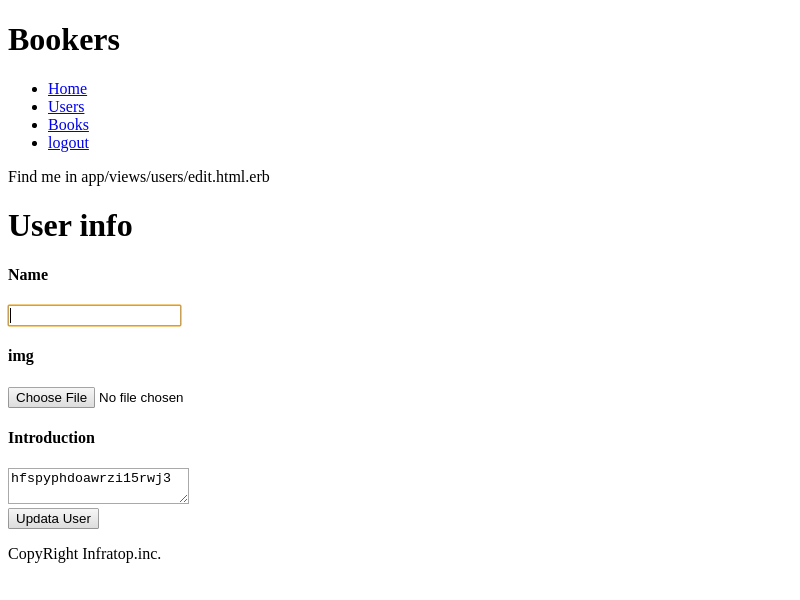 Bookers
Home
Users
Books
logout
Find me in app/views/users/edit.html.erb
User info
Name
img
Choose File No file chosen
Introduction
hfspyphdoawrzi15rwj3
Updata User
CopyRight Infratop.inc.